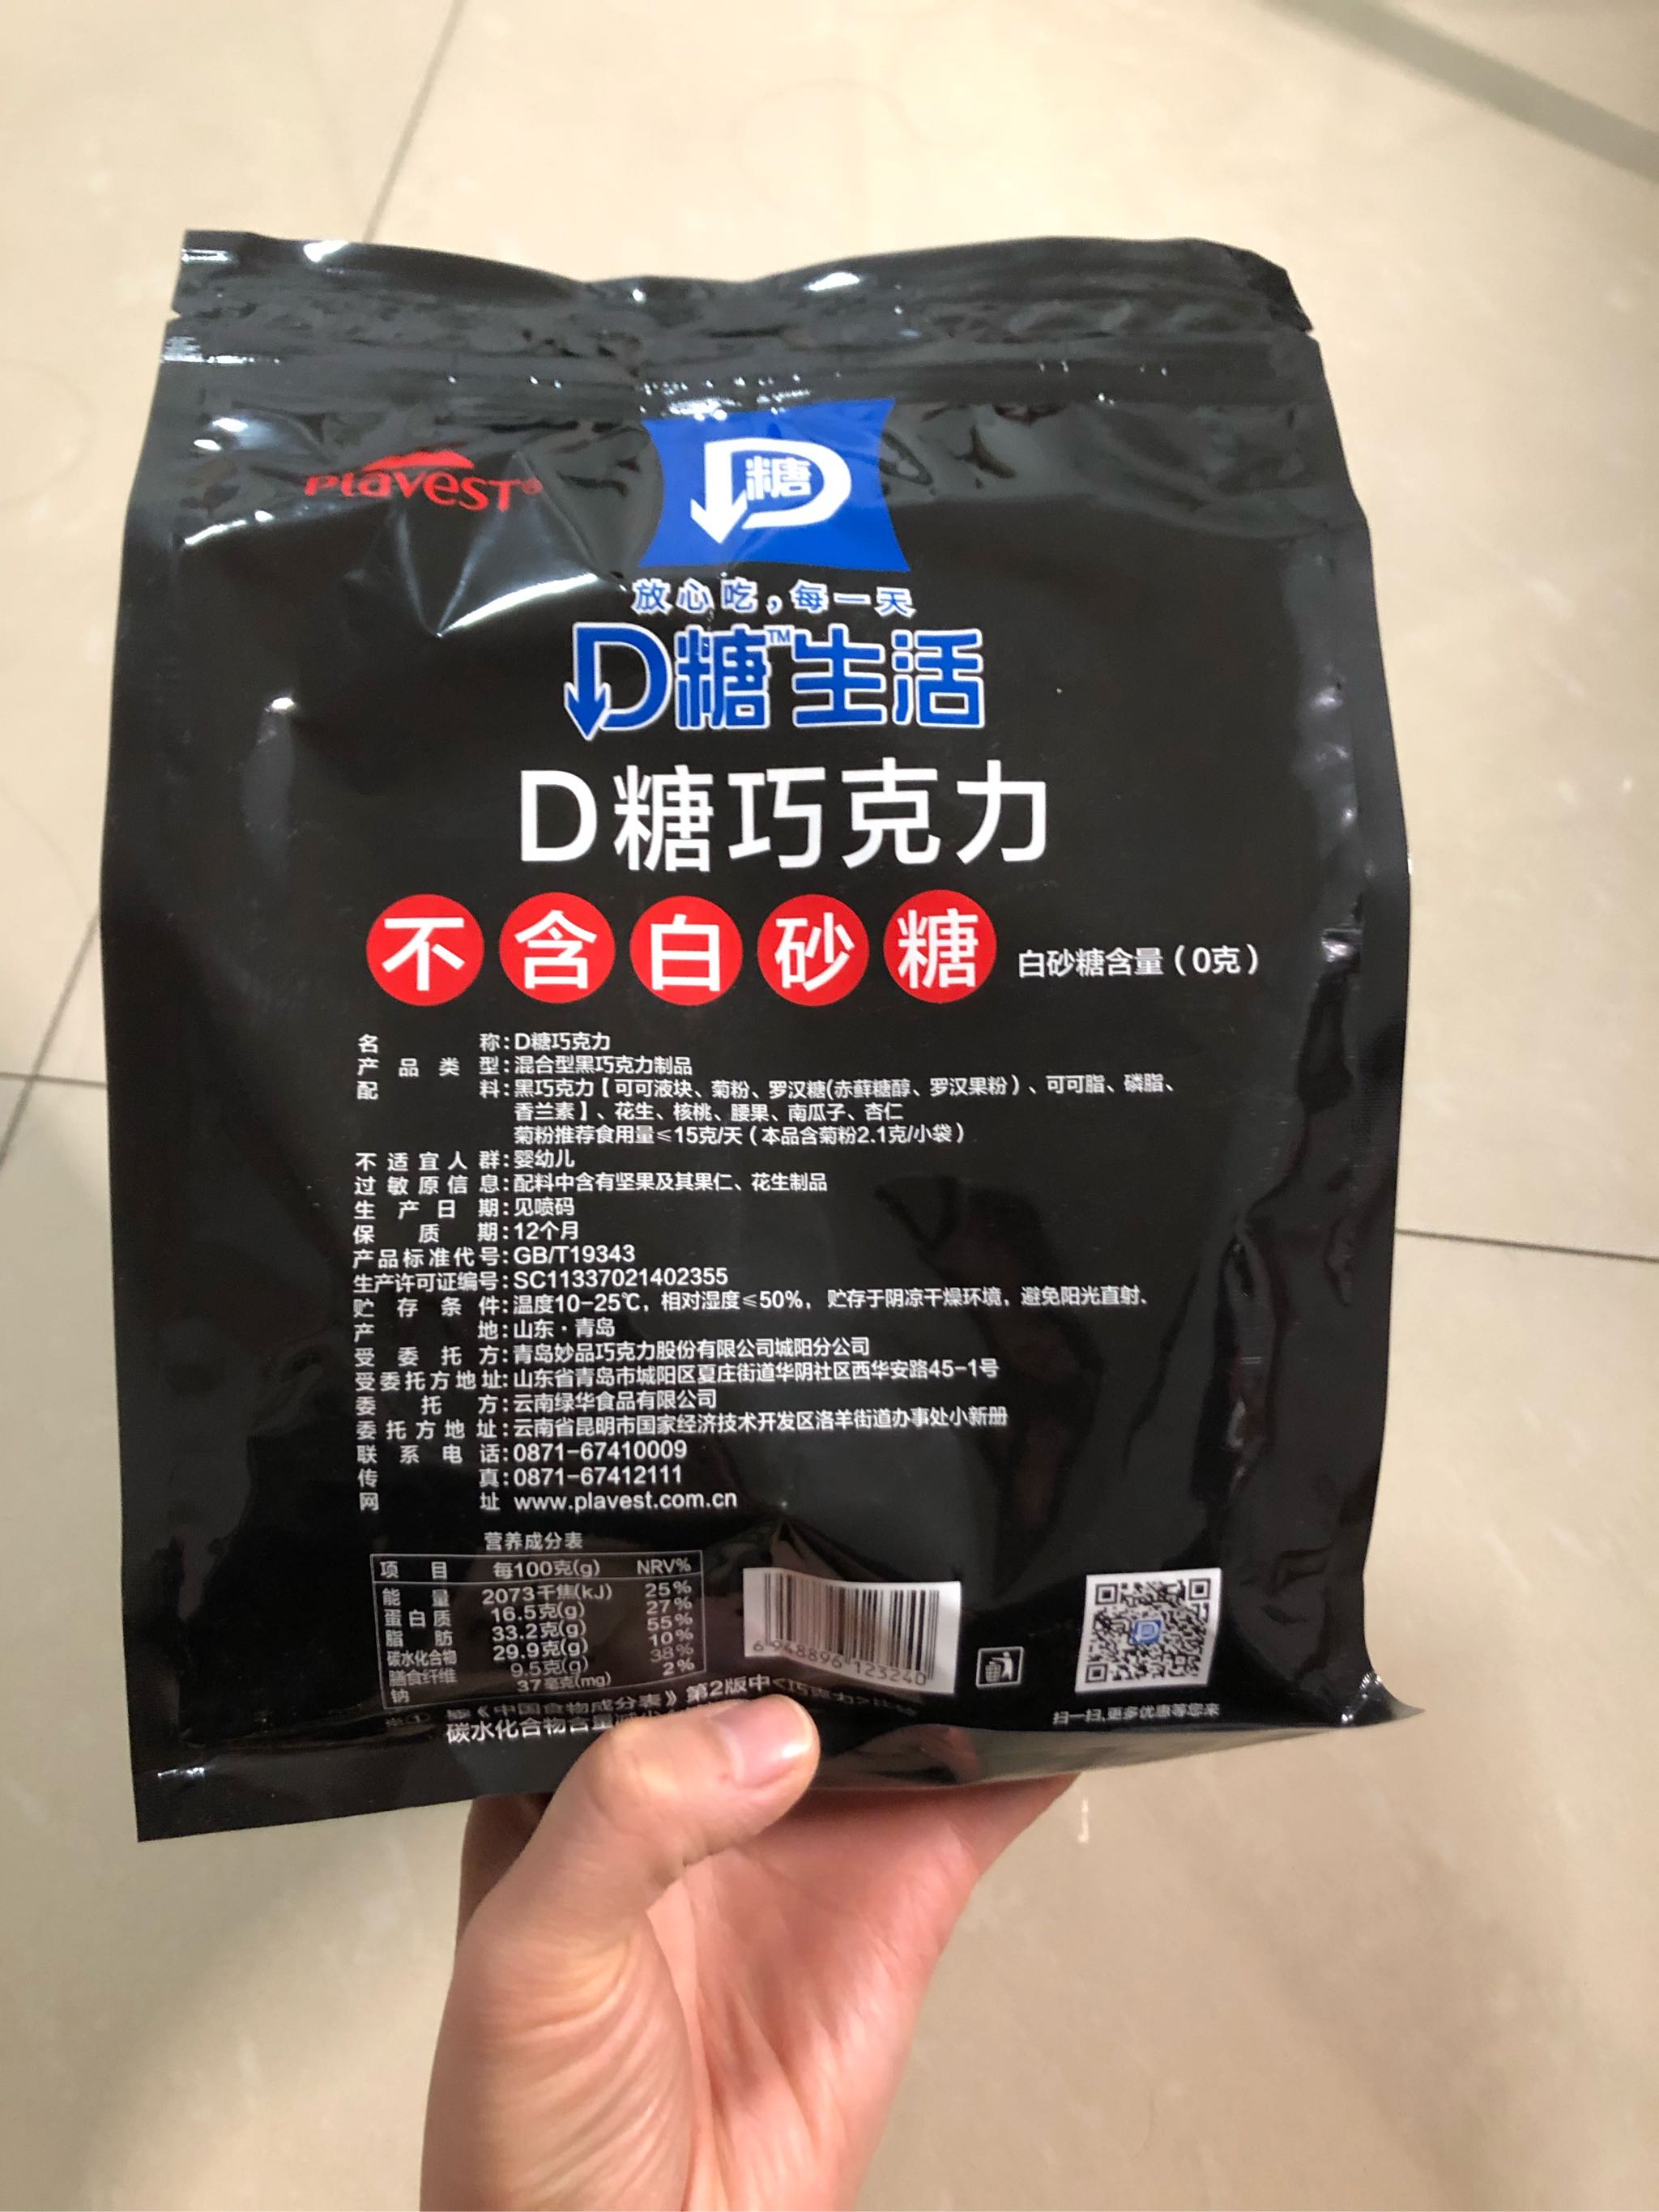 PLAVEST®
糖
放心吃，每一天
D糖™生活
D糖巧克力
不含白砂糖 白砂糖含量（0克）
名称：D糖巧克力
产品类型：混合型黑巧克力制品
配料：黑巧克力【可可液块、菊粉、罗汉糖(赤藓糖醇、罗汉果粉）、可可脂、磷脂、
香兰素】、花生、核桃、腰果、南瓜子、杏仁
菊粉推荐食用量≤15克/天（本品含菊粉2.1克/小袋）
不适宜人群：婴幼儿
过敏原信息：配料中含有坚果及其果仁、花生制品
生产日期：见喷码
保质期：12个月
产品标准代号：GB/T19343
生产许可证编号：SC11337021402355
贮存条件：温度10-25℃，相对湿度≤50%，贮存于阴凉干燥环境，避免阳光直射.
产地：山东·青岛
受委托方：青岛妙品巧克力股份有限公司城阳分公司
受委托方地址：山东省青岛市城阳区夏庄街道华阴社区西华安路45-1号
委托方：云南绿华食品有限公司
委托方地址：云南省昆明市国家经济技术开发区洛羊街道办事处小新册
联系电话：0871-67410009
传真：0871-67412111
网址 www.plavest.com.cn
营养成分表
项目 每100克(g) NRV%
能量 2073千焦(kJ) 25%
蛋白质 16.5克(g) 27%
脂肪 33.2克(g) 55%
碳水化合物 29.9克(g) 10%
膳食纤维 9.5克(g) 38%
钠 37毫克(mg) 2%
《中国食物成分表》第2版中<巧克力>
碳水化合物含量减少
6 948896 123240
扫一扫,更多优惠等您来